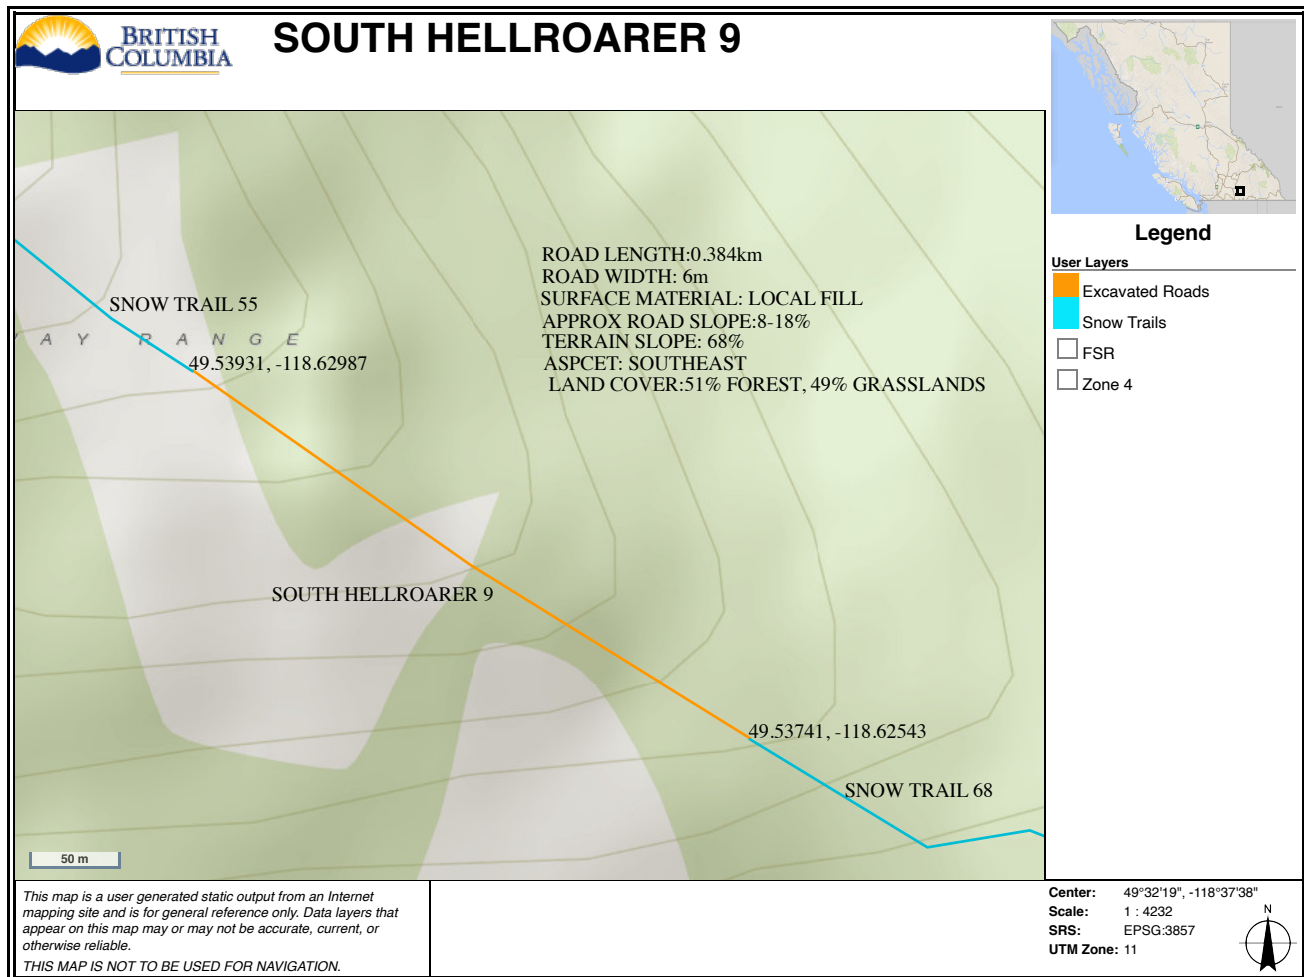 BRITISH
COLUMBIA
SOUTH HELLROARER 9
ROAD LENGTH:0.384km
ROAD WIDTH: 6m
SURFACE MATERIAL: LOCAL FILL
APPROX ROAD SLOPE:8-18%
TERRAIN SLOPE: 68%
ASPCET: SOUTHEAST
LAND COVER:51% FOREST, 49% GRASSLANDS
SNOW TRAIL 55
AY RANGE
49.53931, -118.62987
SOUTH HELLROARER 9
49.53741, -118.62543
SNOW TRAIL 68
50 m
Legend
User Layers
Excavated Roads
Snow Trails
FSR
Zone 4
This map is a user generated static output from an Internet
mapping site and is for general reference only. Data layers that
appear on this map may or may not be accurate, current, or
otherwise reliable.
THIS MAP IS NOT TO BE USED FOR NAVIGATION.
Center: 49°32'19", -118°37'38"
Scale: 1 : 4232
SRS: EPSG:3857
UTM Zone: 11
N